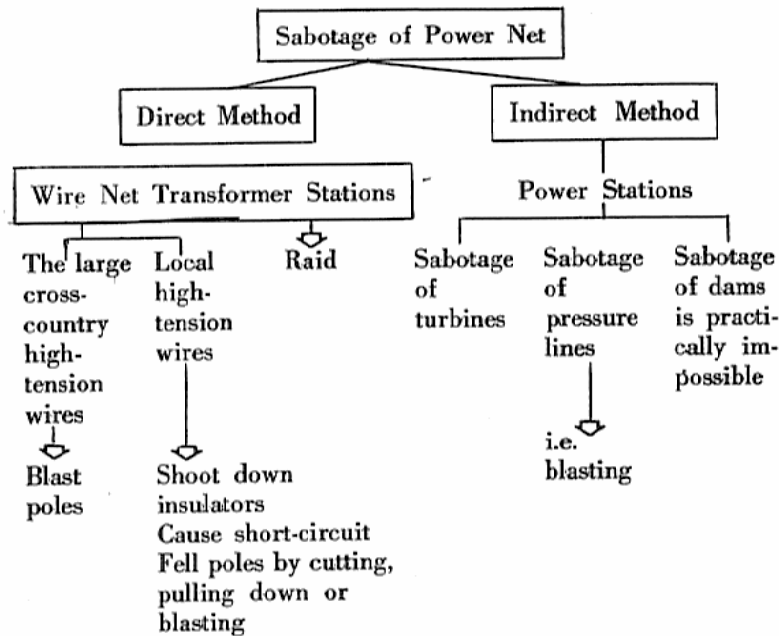 Sabotage of Power Net
Direct Method
Indirect Method
Wire Net Transformer Stations
Power Stations
The large
cross-
country
high-
tension
wires
Local
high-
tension
wires
Raid
Sabotage
of
turbines
Sabotage
of
pressure
lines
Sabotage
of dams
is practi-
cally im-
possible
Blast
poles
Shoot down
insulators
Cause short-circuit
Fell poles by cutting,
pulling down or
blasting
i.e.
blasting